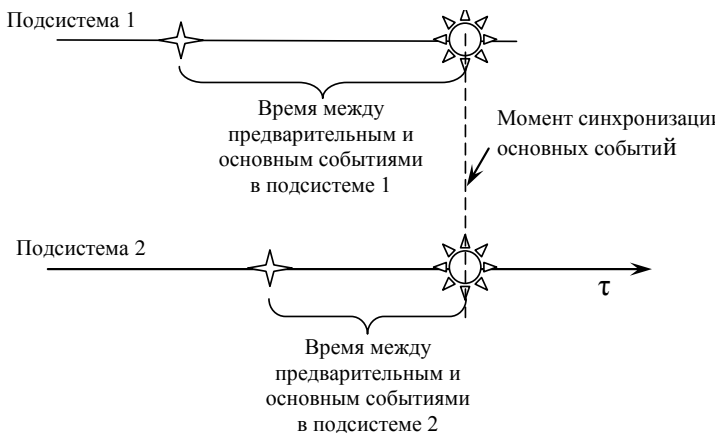 Подсистема 1
Время между
предварительным и
основным событиями
в подсистеме 1
Момент синхронизации
основных событий
Подсистема 2
τ
Время между
предварительным и
основным событиями
в подсистеме 2